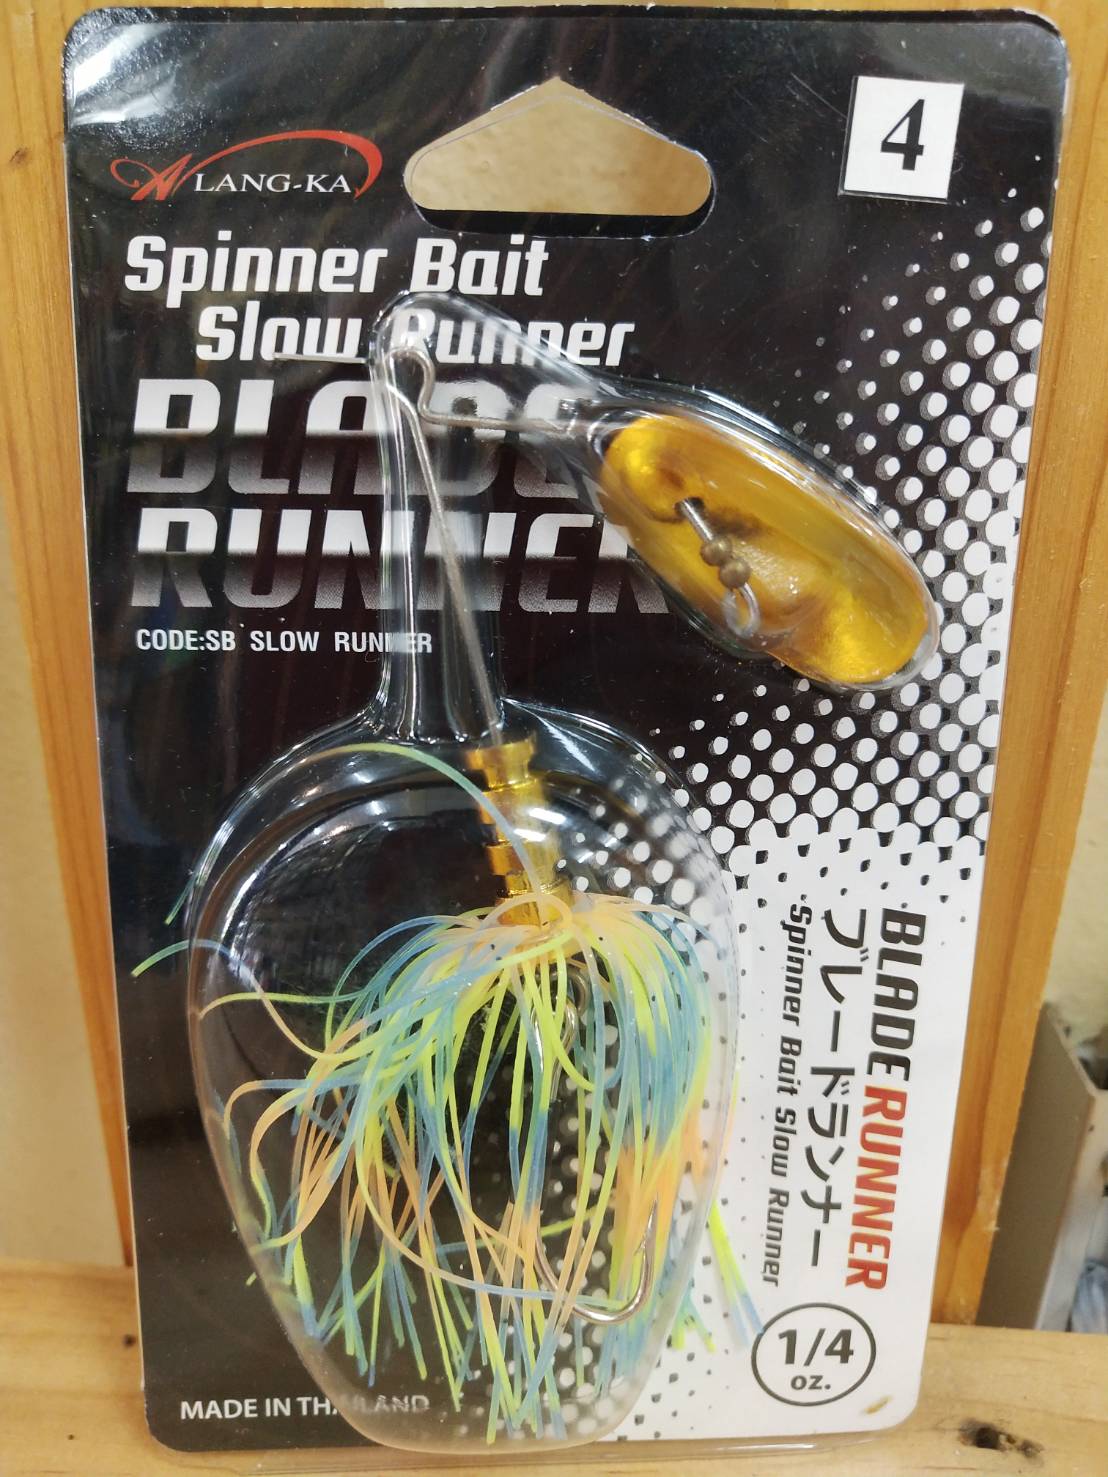 4
LANG-KA
Spinner Bait
Slow Runner
BLADE
RUNNER
CODE:SB SLOW RUNNER
BLADE RUNNER
ブレードランナー
Spinner Bait Slow Runner
1/4
oz.
MADE IN THAILAND